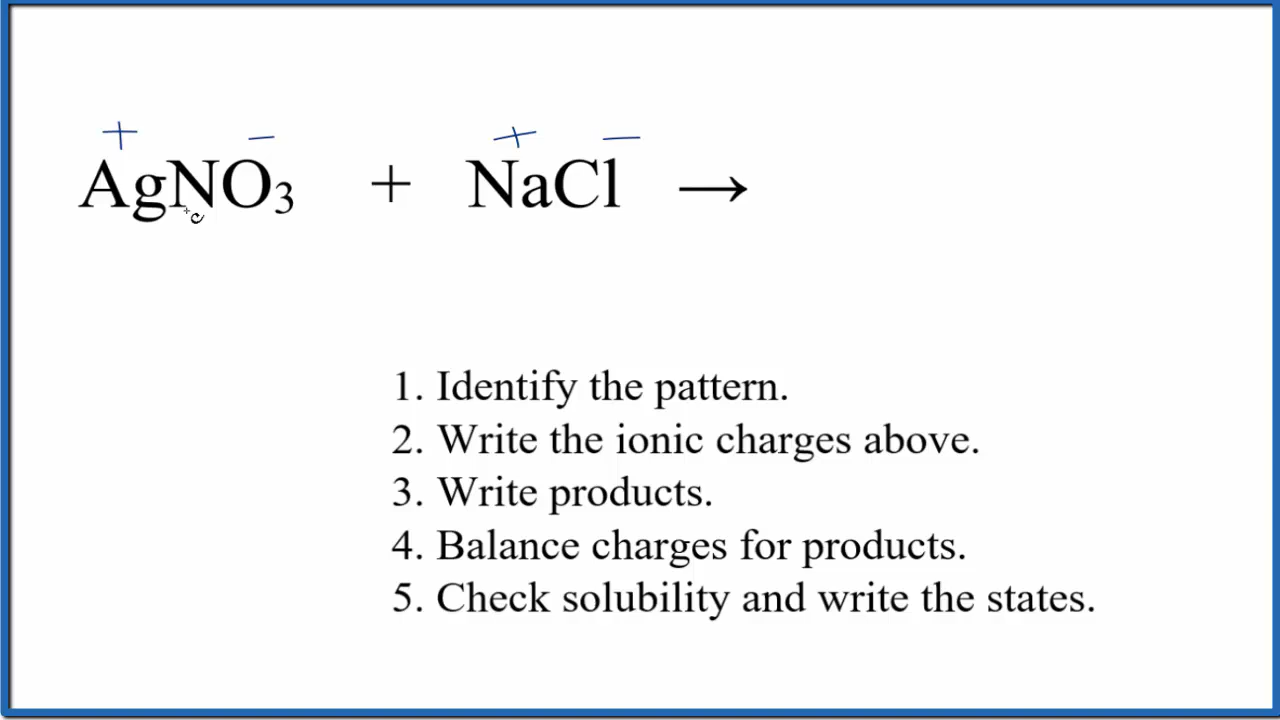 + − + −
AgNO₃ + NaCl →
1. Identify the pattern.
2. Write the ionic charges above.
3. Write products.
4. Balance charges for products.
5. Check solubility and write the states.